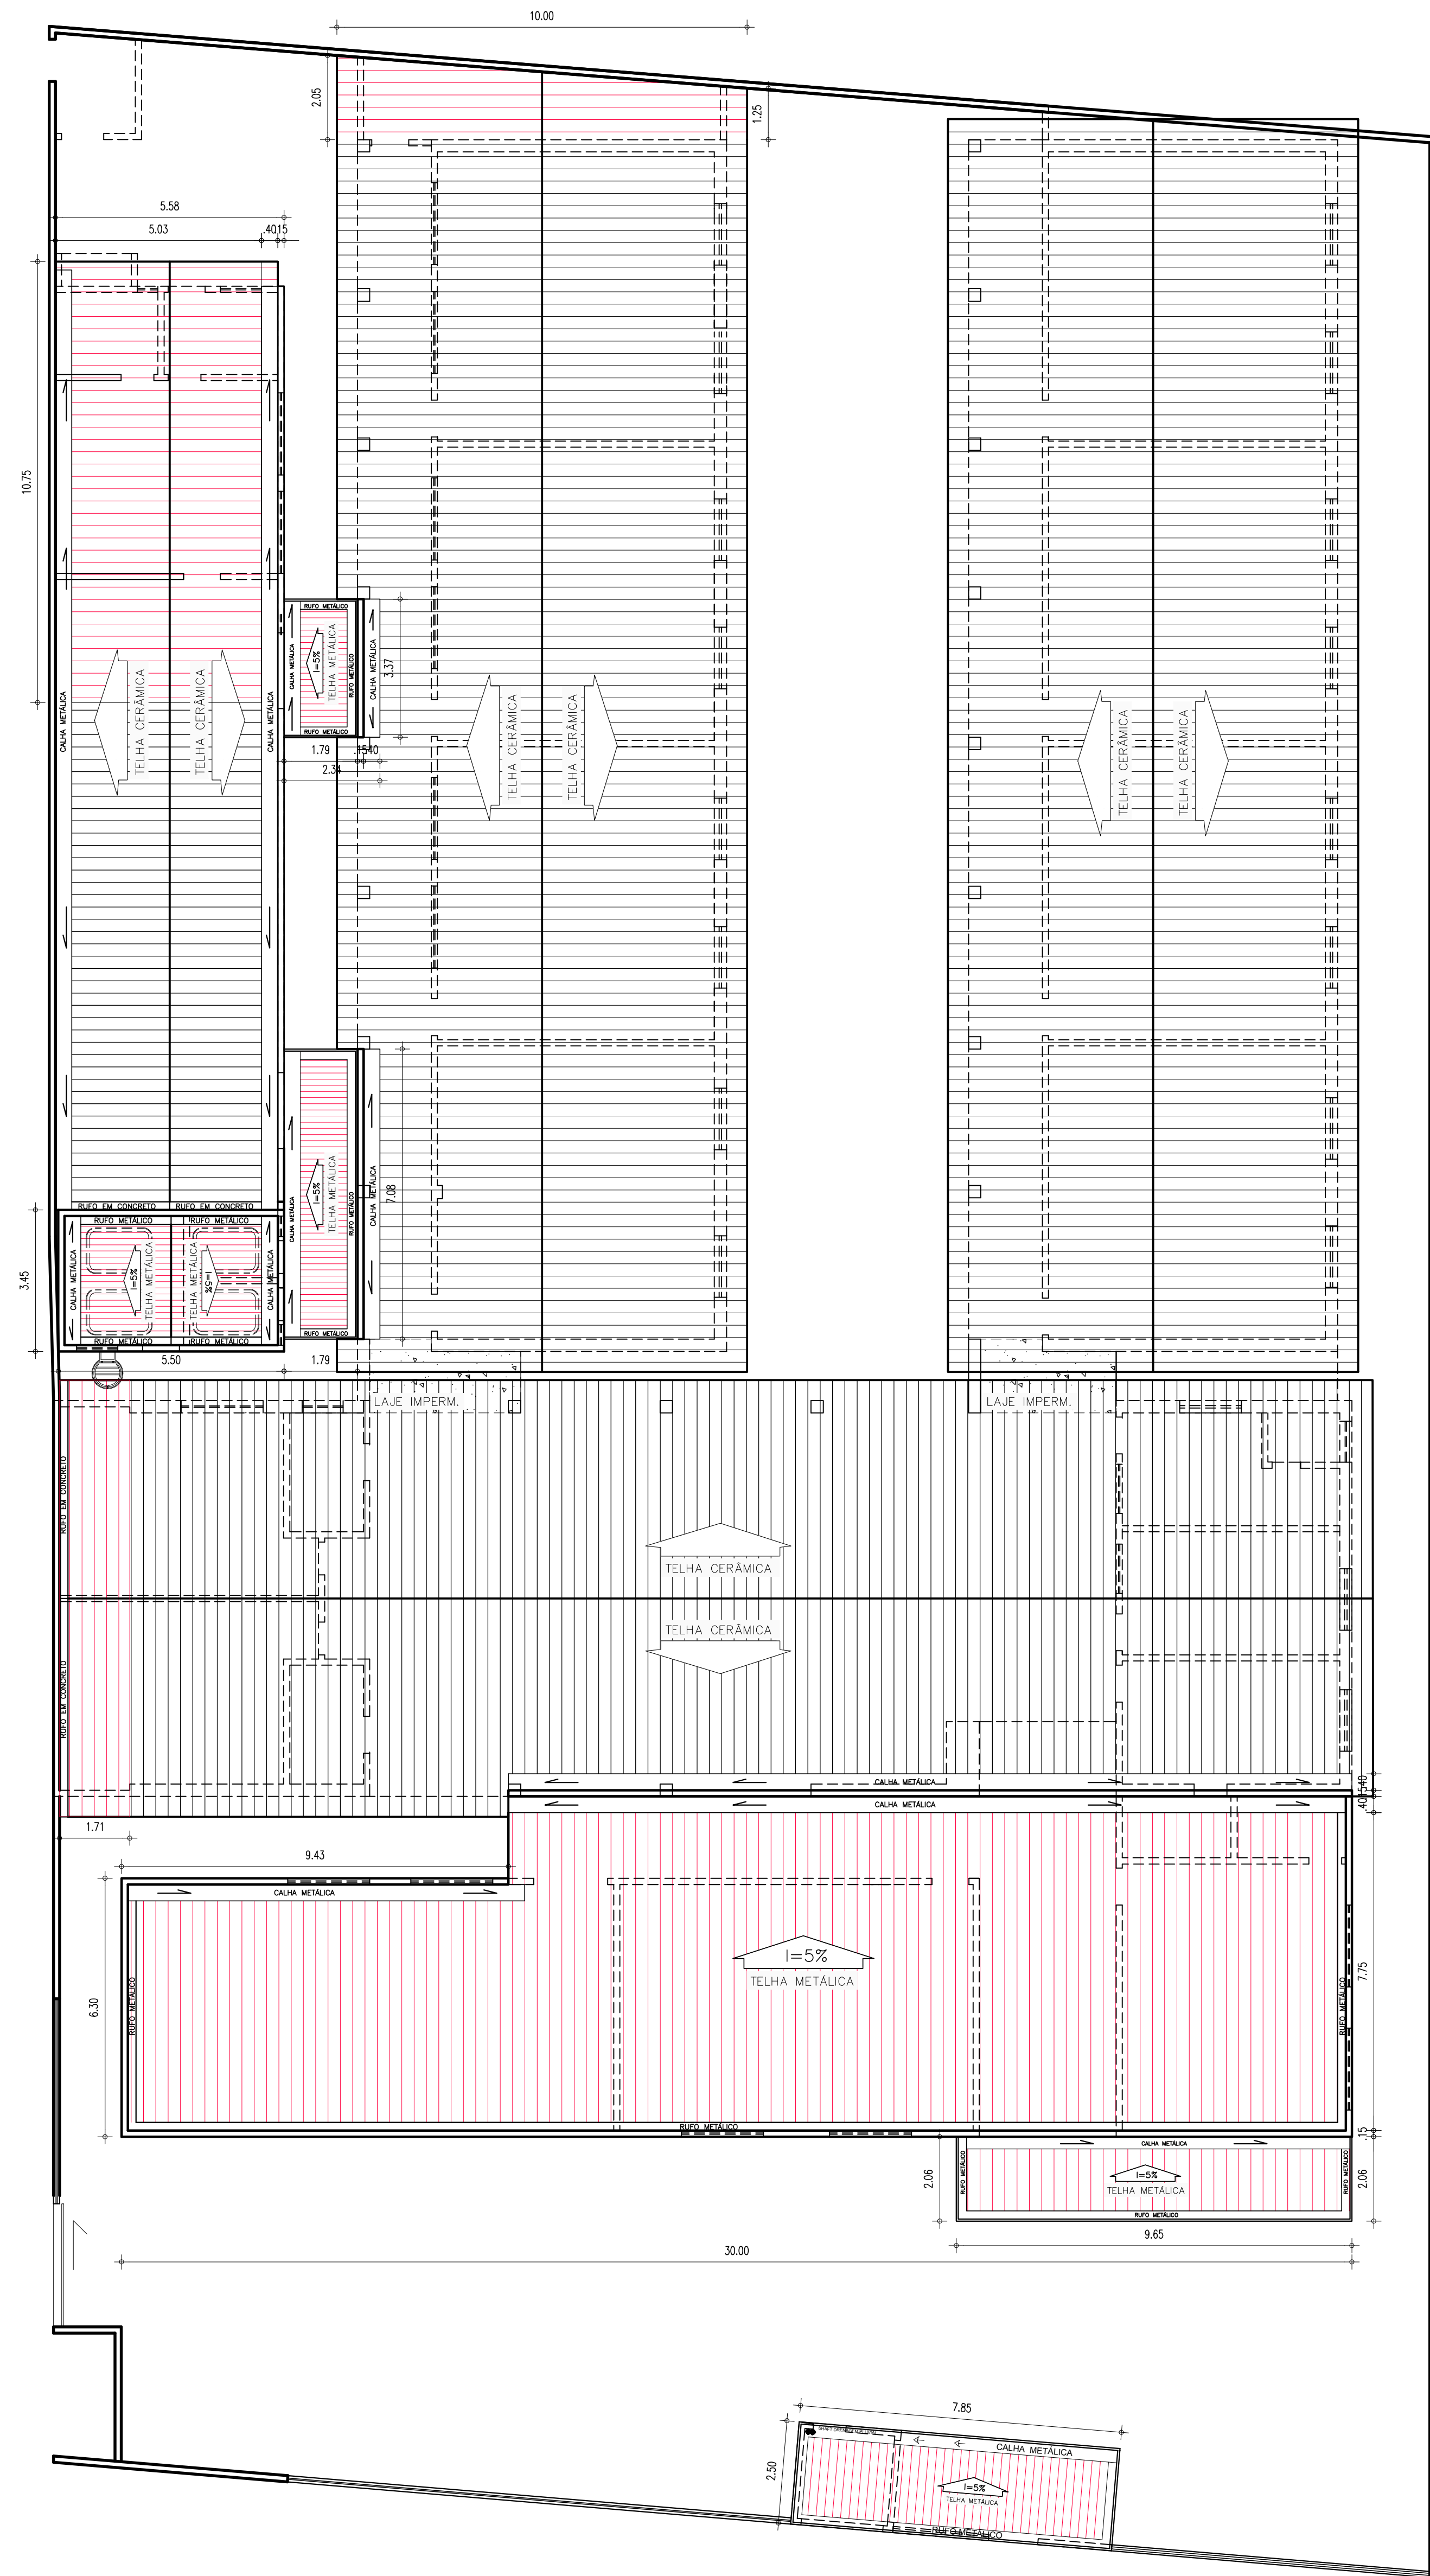 10.00
2.05
1.25
5.58
5.03
.40
.15
10.75
RUFO METÁLICO
CALHA METÁLICA
I=5%
TELHA METÁLICA
RUFO METÁLICO
CALHA METÁLICA
3.37
RUFO METÁLICO
CALHA METÁLICA
TELHA CERÂMICA
TELHA CERÂMICA
CALHA METÁLICA
TELHA CERÂMICA
TELHA CERÂMICA
TELHA CERÂMICA
TELHA CERÂMICA
1.79
.15
40
2.34
CALHA METÁLICA
I=5%
TELHA METÁLICA
RUFO METÁLICO
CALHA METÁLICA
7.08
RUFO METÁLICO
RUFO EM CONCRETO
RUFO EM CONCRETO
RUFO METÁLICO
RUFO METÁLICO
3.45
CALHA METÁLICA
I=5%
TELHA METÁLICA
TELHA METÁLICA
I=5%
CALHA METÁLICA
RUFO METÁLICO
RUFO METÁLICO
5.50
1.79
LAJE IMPERM.
LAJE IMPERM.
RUFO EM CONCRETO
TELHA CERÂMICA
TELHA CERÂMICA
RUFO EM CONCRETO
CALHA METÁLICA
CALHA METÁLICA
.40
15
40
1.71
9.43
CALHA METÁLICA
6.30
RUFO METÁLICO
I=5%
TELHA METÁLICA
RUFO METÁLICO
7.75
RUFO METÁLICO
.15
CALHA METÁLICA
2.06
RUFO METÁLICO
I=5%
TELHA METÁLICA
RUFO METÁLICO
2.06
RUFO METÁLICO
9.65
30.00
7.85
2.50
CALHA METÁLICA
I=5%
TELHA METÁLICA
RUFO METÁLICO